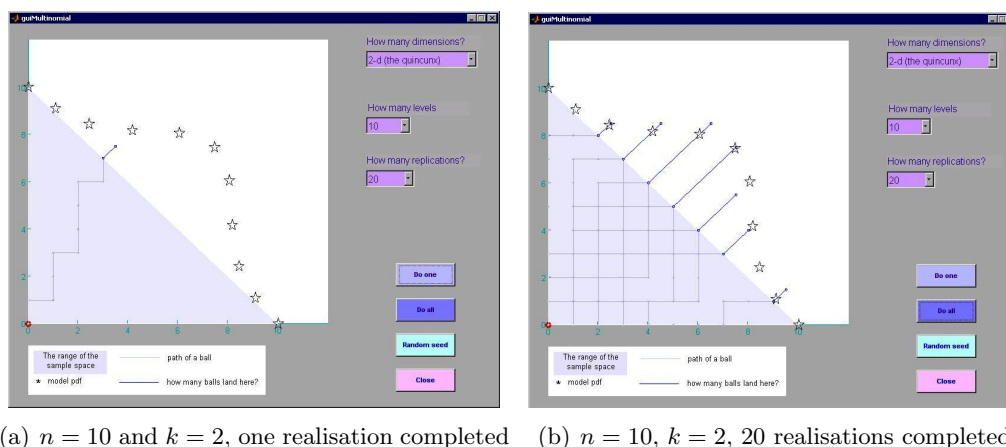 guiMultinomial
How many dimensions?
2-d (the quincunx)
How many levels
10
How many replications?
20
Do one
Do all
Random seed
Close
10
8
6
4
2
0
0 2 4 6 8 10
The range of the
sample space
path of a ball
model pdf
how many balls land here?
guiMultinomial
How many dimensions?
2-d (the quincunx)
How many levels
10
How many replications?
20
Do one
Do all
Random seed
Close
10
8
6
4
2
0
0 2 4 6 8 10
The range of the
sample space
path of a ball
model pdf
how many balls land here?
(a) n = 10 and k = 2, one realisation completed
(b) n = 10, k = 2, 20 realisations completed